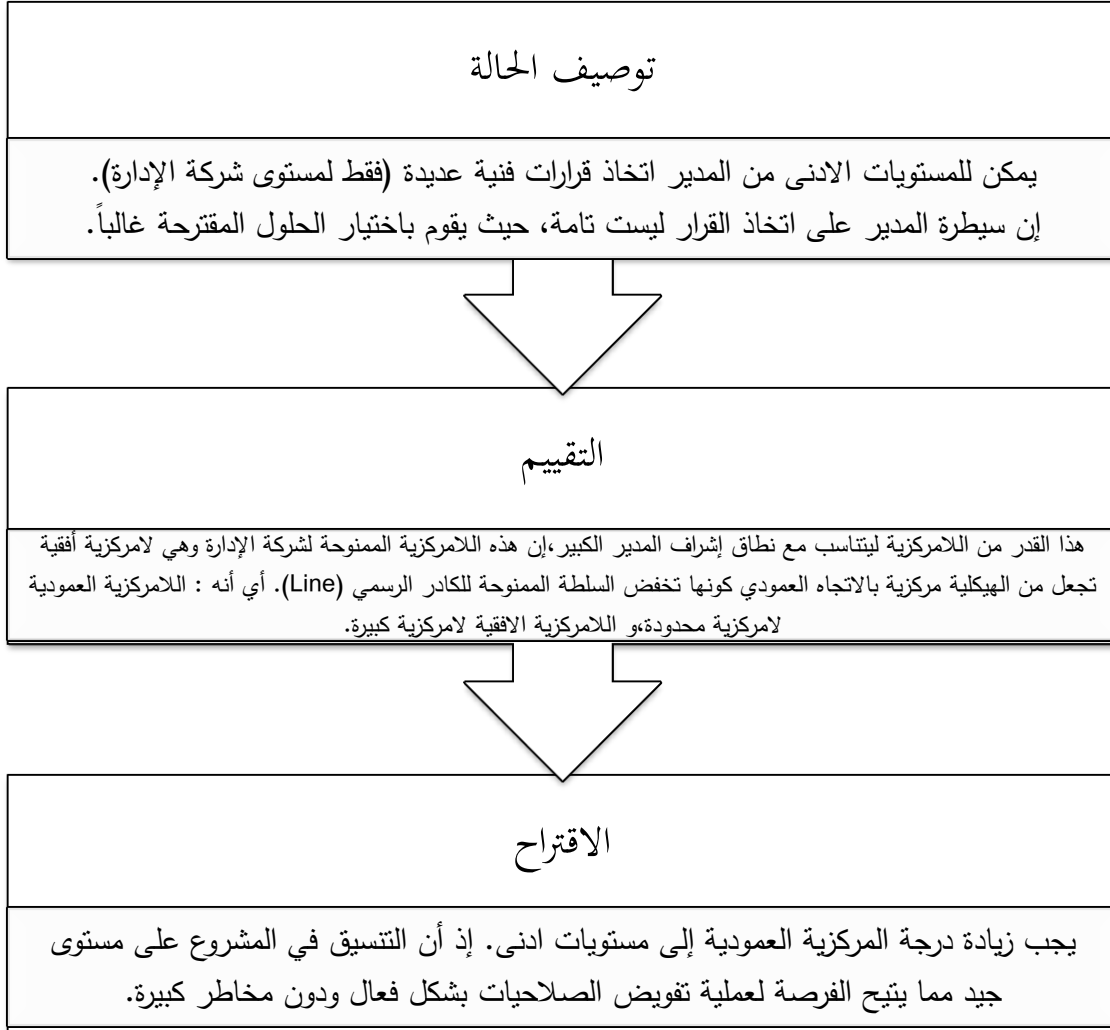 توصيف الحالة
يمكن للمستويات الادنى من المدير اتخاذ قرارات فنية عديدة (فقط لمستوى شركة الإدارة).
إن سيطرة المدير على اتخاذ القرار ليست تامة، حيث يقوم باختيار الحلول المقترحة غالباً.
التقييم
هذا القدر من اللامركزية ليتناسب مع نطاق إشراف المدير الكبير،إن هذه اللامركزية الممنوحة لشركة الإدارة وهي لامركزية أفقية
تجعل من الهيكلية مركزية بالاتجاه العمودي كونها تخفض السلطة الممنوحة للكادر الرسمي (Line). أي أنه : اللامركزية العمودية
لامركزية محدودة،و اللامركزية الافقية لامركزية كبيرة.
الاقتراح
يجب زيادة درجة المركزية العمودية إلى مستويات ادنى. إذ أن التنسيق في المشروع على مستوى
جيد مما يتيح الفرصة لعملية تفويض الصلاحيات بشكل فعال ودون مخاطر كبيرة.